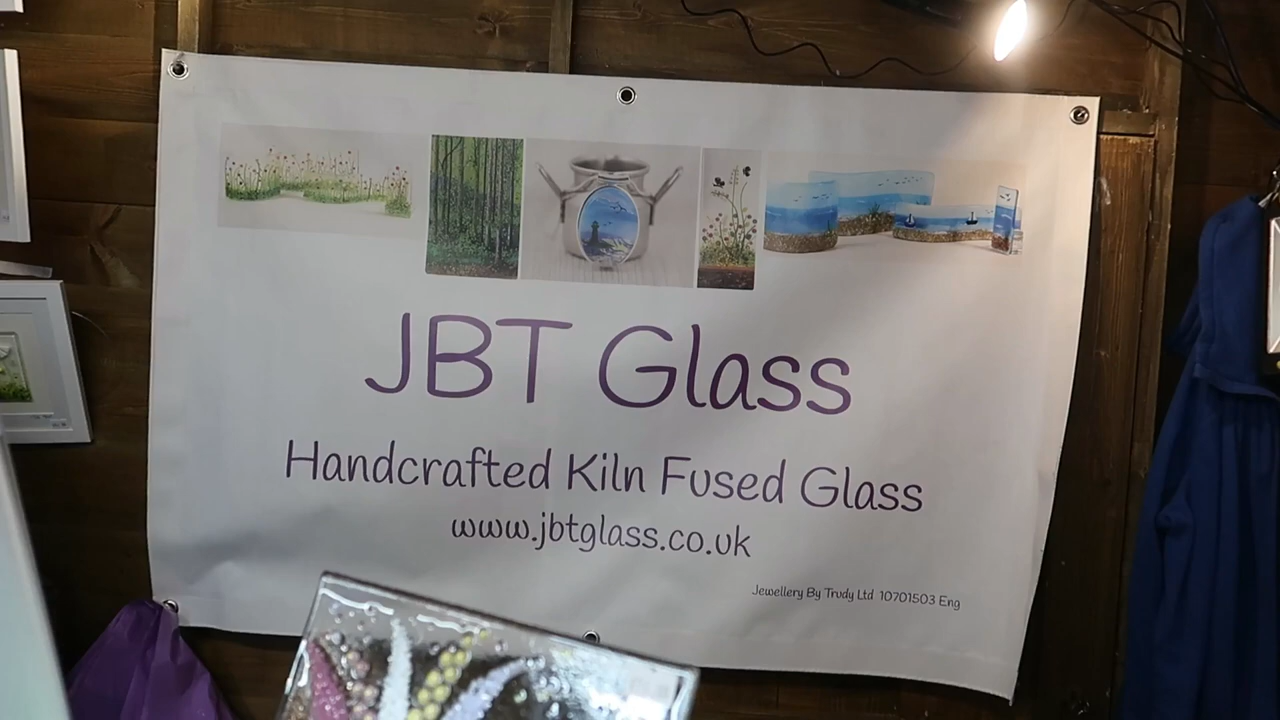 JBT Glass
Handcrafted Kiln Fused Glass
www.jbtglass.co.uk
Jewellery By Trudy Ltd 10701503 Eng